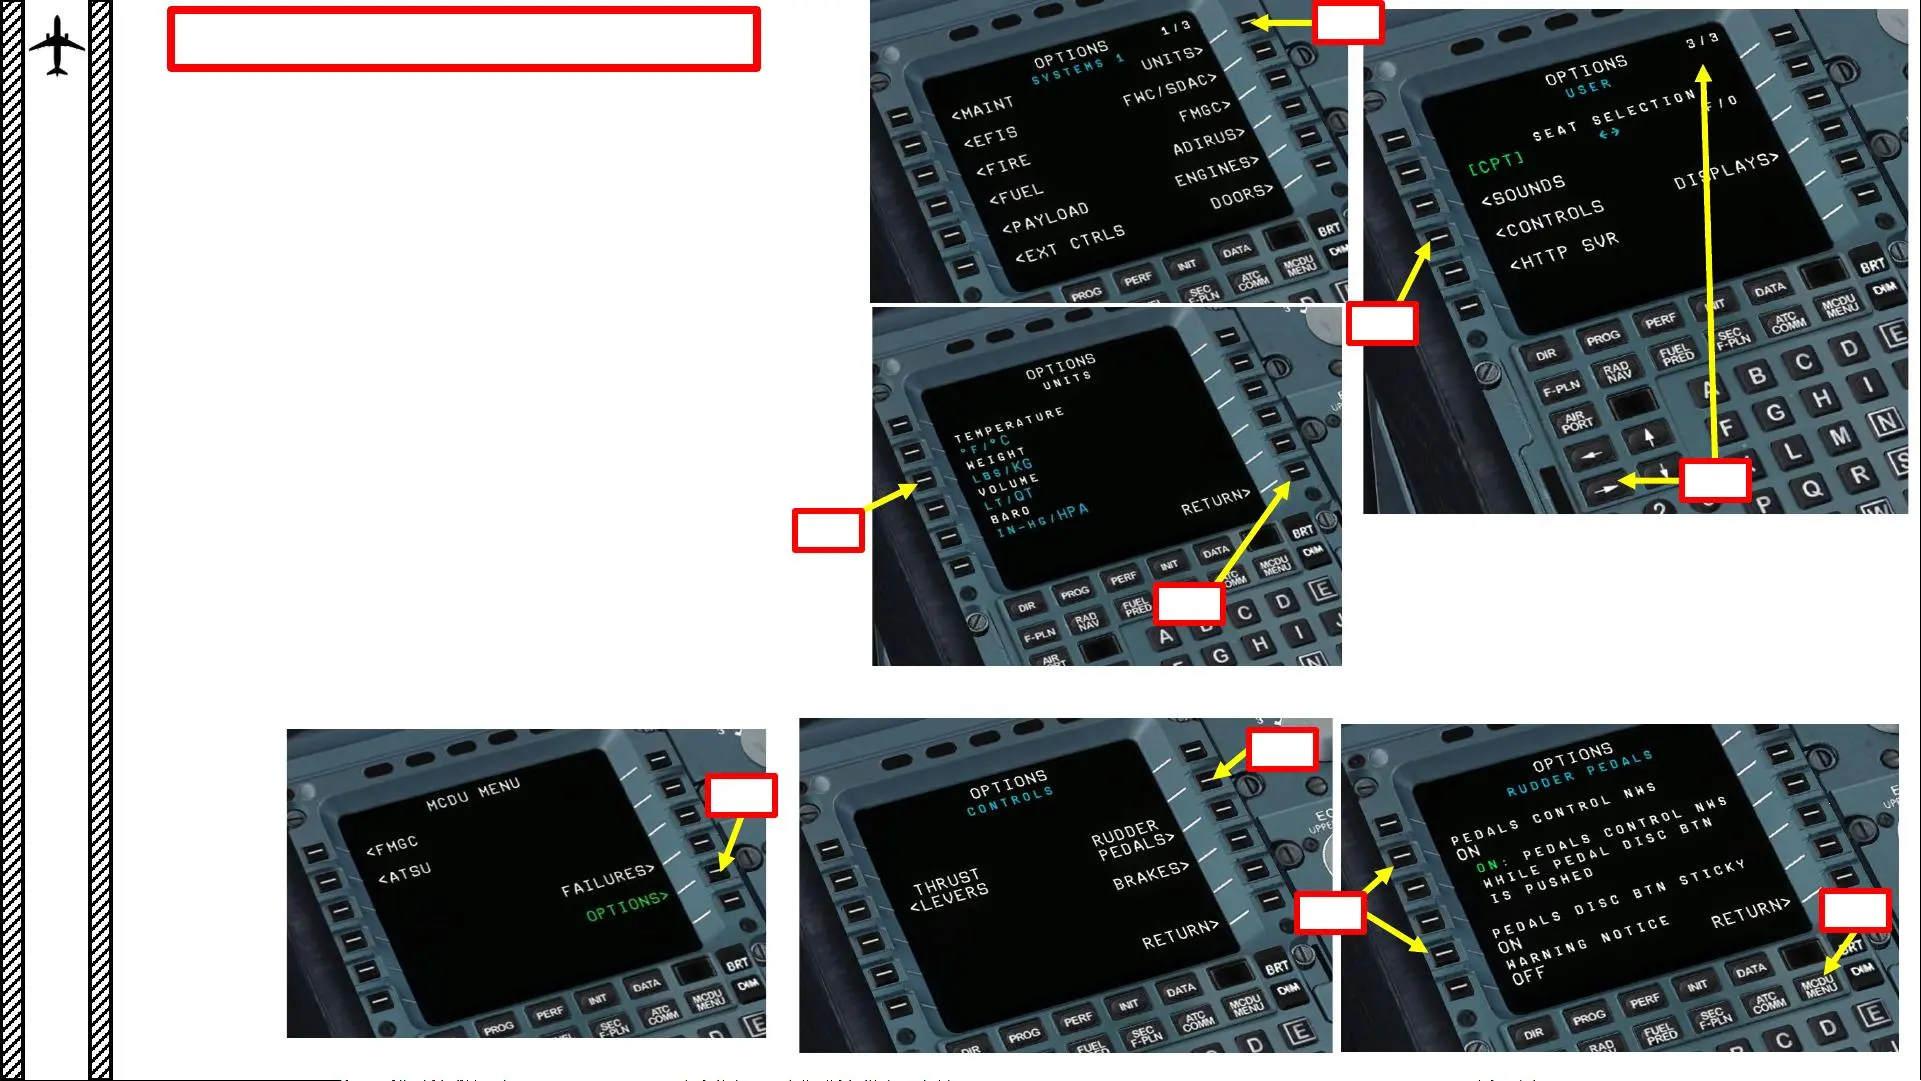 OPTIONS 1/3
SYSTEMS 1
UNITS>
<MAINT
FWC/SDAC>
<EFIS
FMGC>
<FIRE
ADIRUS>
<FUEL
ENGINES>
<PAYLOAD
DOORS>
<EXT CTRLS
PROG PERF INIT DATA BRT
SEC F-PLN ATC COMM MCDU MENU
OPTIONS 3/3
USER
SEAT SELECTION
[CPT] ←→ F/O
<SOUNDS
DISPLAYS>
<CONTROLS
<HTTP SVR
DIR PROG PERF INIT DATA BRT
F-PLN RAD NAV FUEL PRED SEC F-PLN ATC COMM MCDU MENU DIM
AIR PORT
A B C D E
F G H I
L M N
P Q R S
OPTIONS
UNITS
TEMPERATURE
°F/°C
WEIGHT
LBS/KG
VOLUME
LT/QT
BARO
IN-HG/HPA
RETURN>
DIR PROG PERF INIT DATA BRT
F-PLN RAD NAV FUEL PRED ATC COMM MCDU MENU DIM
A B C D E
G H I
MCDU MENU
<FMGC
<ATSU
FAILURES>
OPTIONS>
PROG PERF INIT DATA BRT
SEC F-PLN ATC COMM MCDU MENU DIM
OPTIONS
CONTROLS
RUDDER
PEDALS>
THRUST
<LEVERS
BRAKES>
RETURN>
DIR PROG PERF INIT DATA BRT
FUEL SEC F-PLN ATC COMM MCDU MENU DIM
D E
OPTIONS
RUDDER PEDALS
PEDALS CONTROL NWS
ON
ON: PEDALS CONTROL NWS
WHILE PEDAL DISC BTN
IS PUSHED
PEDALS DISC BTN STICKY
ON
WARNING NOTICE
OFF
RETURN>
DIR PROG PERF INIT DATA BRT
RAD NAV FUEL PRED SEC F-PLN ATC COMM MCDU MENU DIM
B C D E